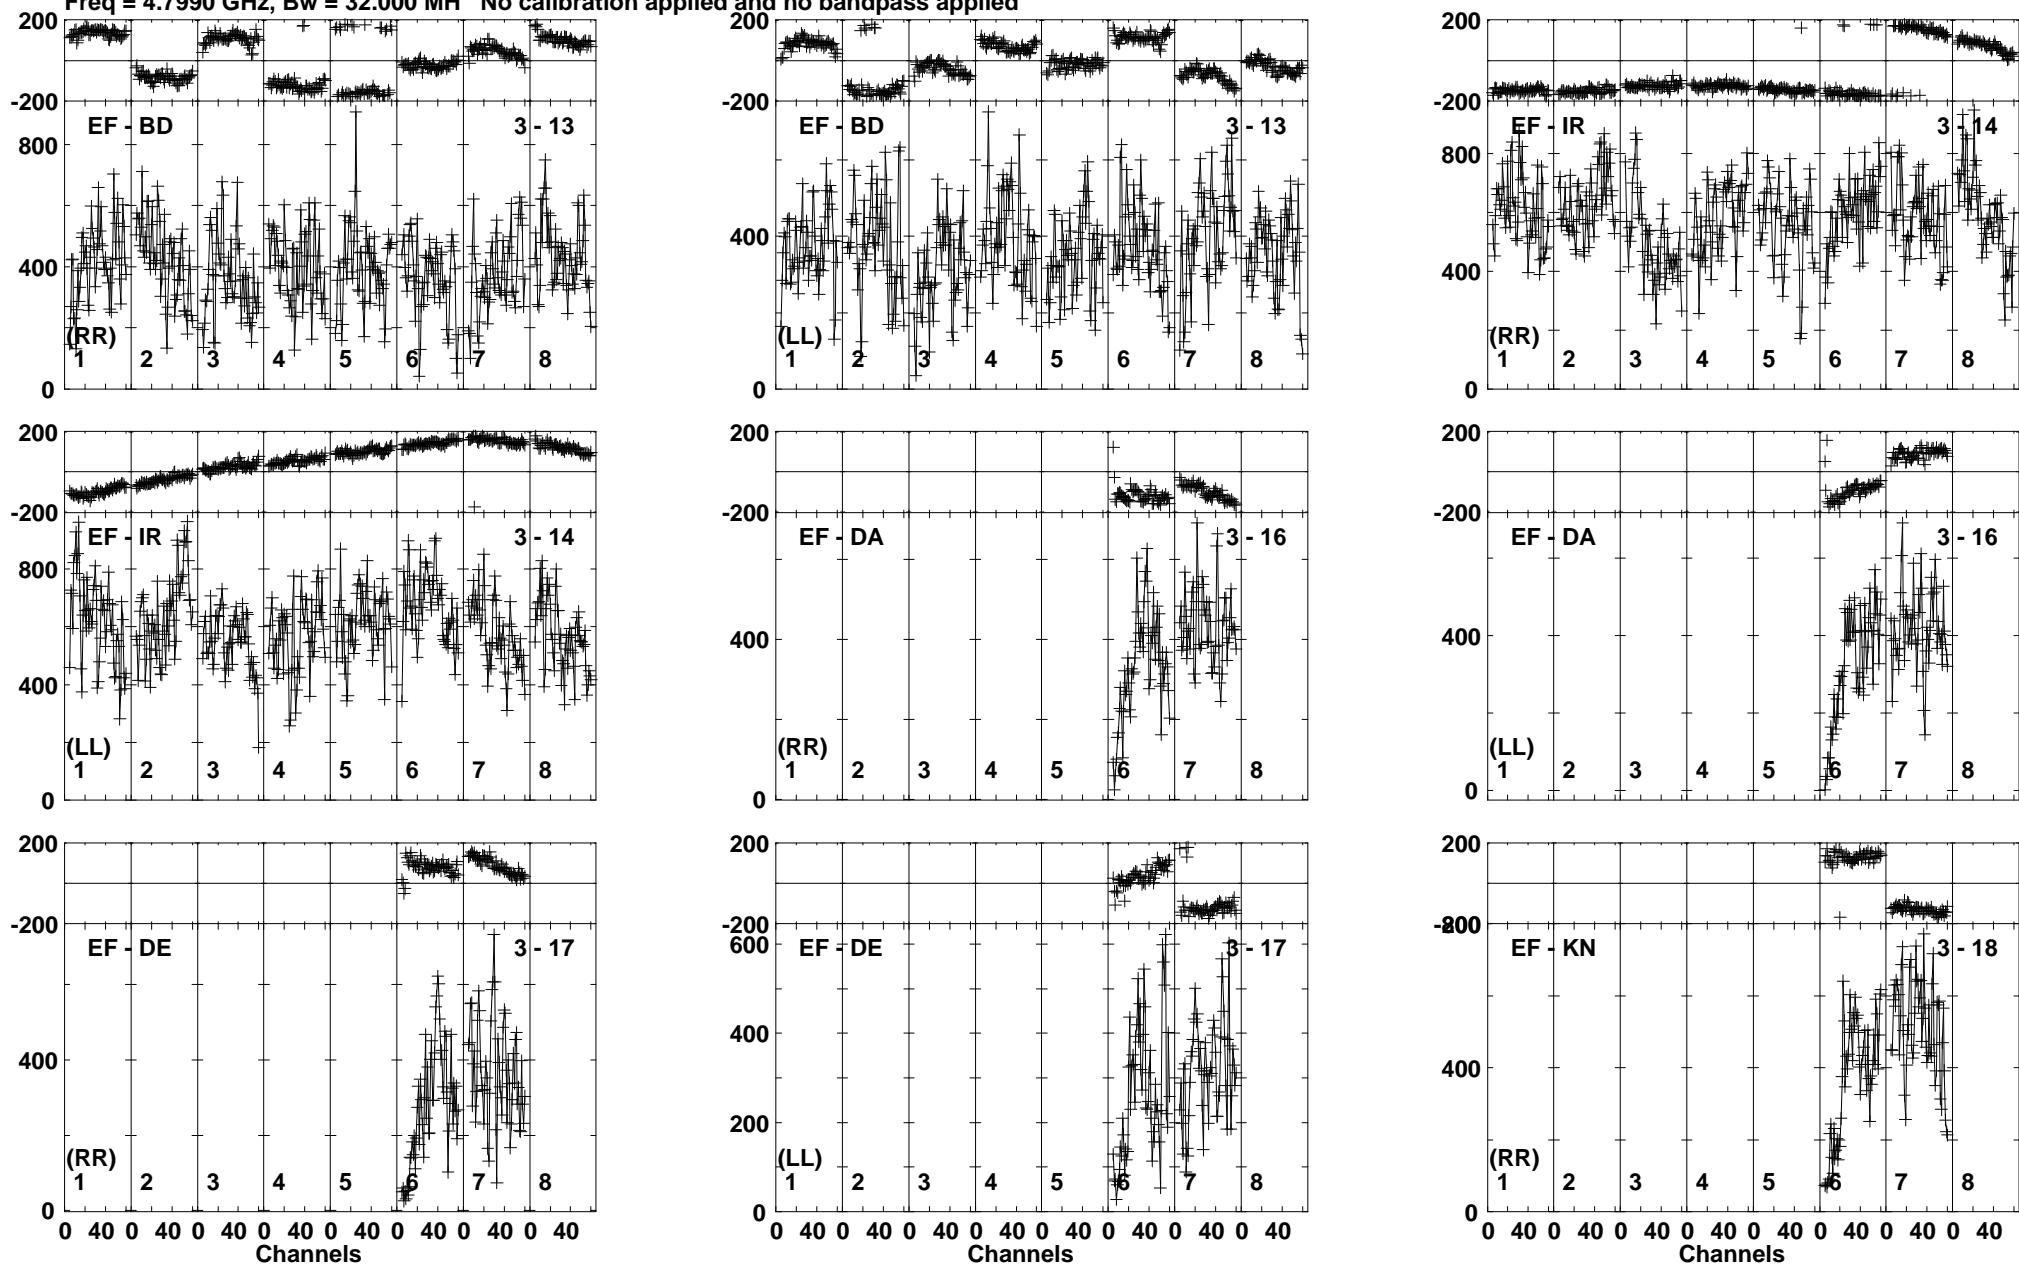 Freq = 4.7990 GHz, Bw = 32.000 MH No calibration applied and no bandpass applied
200 200 200
-200 -200 -200
EF - BD 3 - 13 EF - BD 3 - 13 EF - IR 3 - 14
800 800
400 400 400
(RR) (LL) (RR)
1 2 3 4 5 6 7 8 1 2 3 4 5 6 7 8 1 2 3 4 5 6 7 8
0 0 0
200 200 200
-200 -200 -200
EF - IR 3 - 14 EF - DA 3 - 16 EF - DA 3 - 16
800
400 400 400
(LL) (RR) (LL)
1 2 3 4 5 6 7 8 1 2 3 4 5 6 7 8 1 2 3 4 5 6 7 8
0 0 0
200 200 200
-200 -200 -200 800
EF - DE 3 - 17 600 EF - DE 3 - 17 EF - KN 3 - 18
400 400 400
200
(RR) (LL) (RR)
1 2 3 4 5 6 7 8 1 2 3 4 5 6 7 8 1 2 3 4 5 6 7 8
0 0 0
0 40 0 40 0 40 0 40 0 40 0 40 0 40 0 40 0 40 0 40 0 40 0 40 0 40 0 40 0 40 0 40 0 40 0 40 0 40 0 40 0 40 0 40 0 40 0 40
Channels Channels Channels